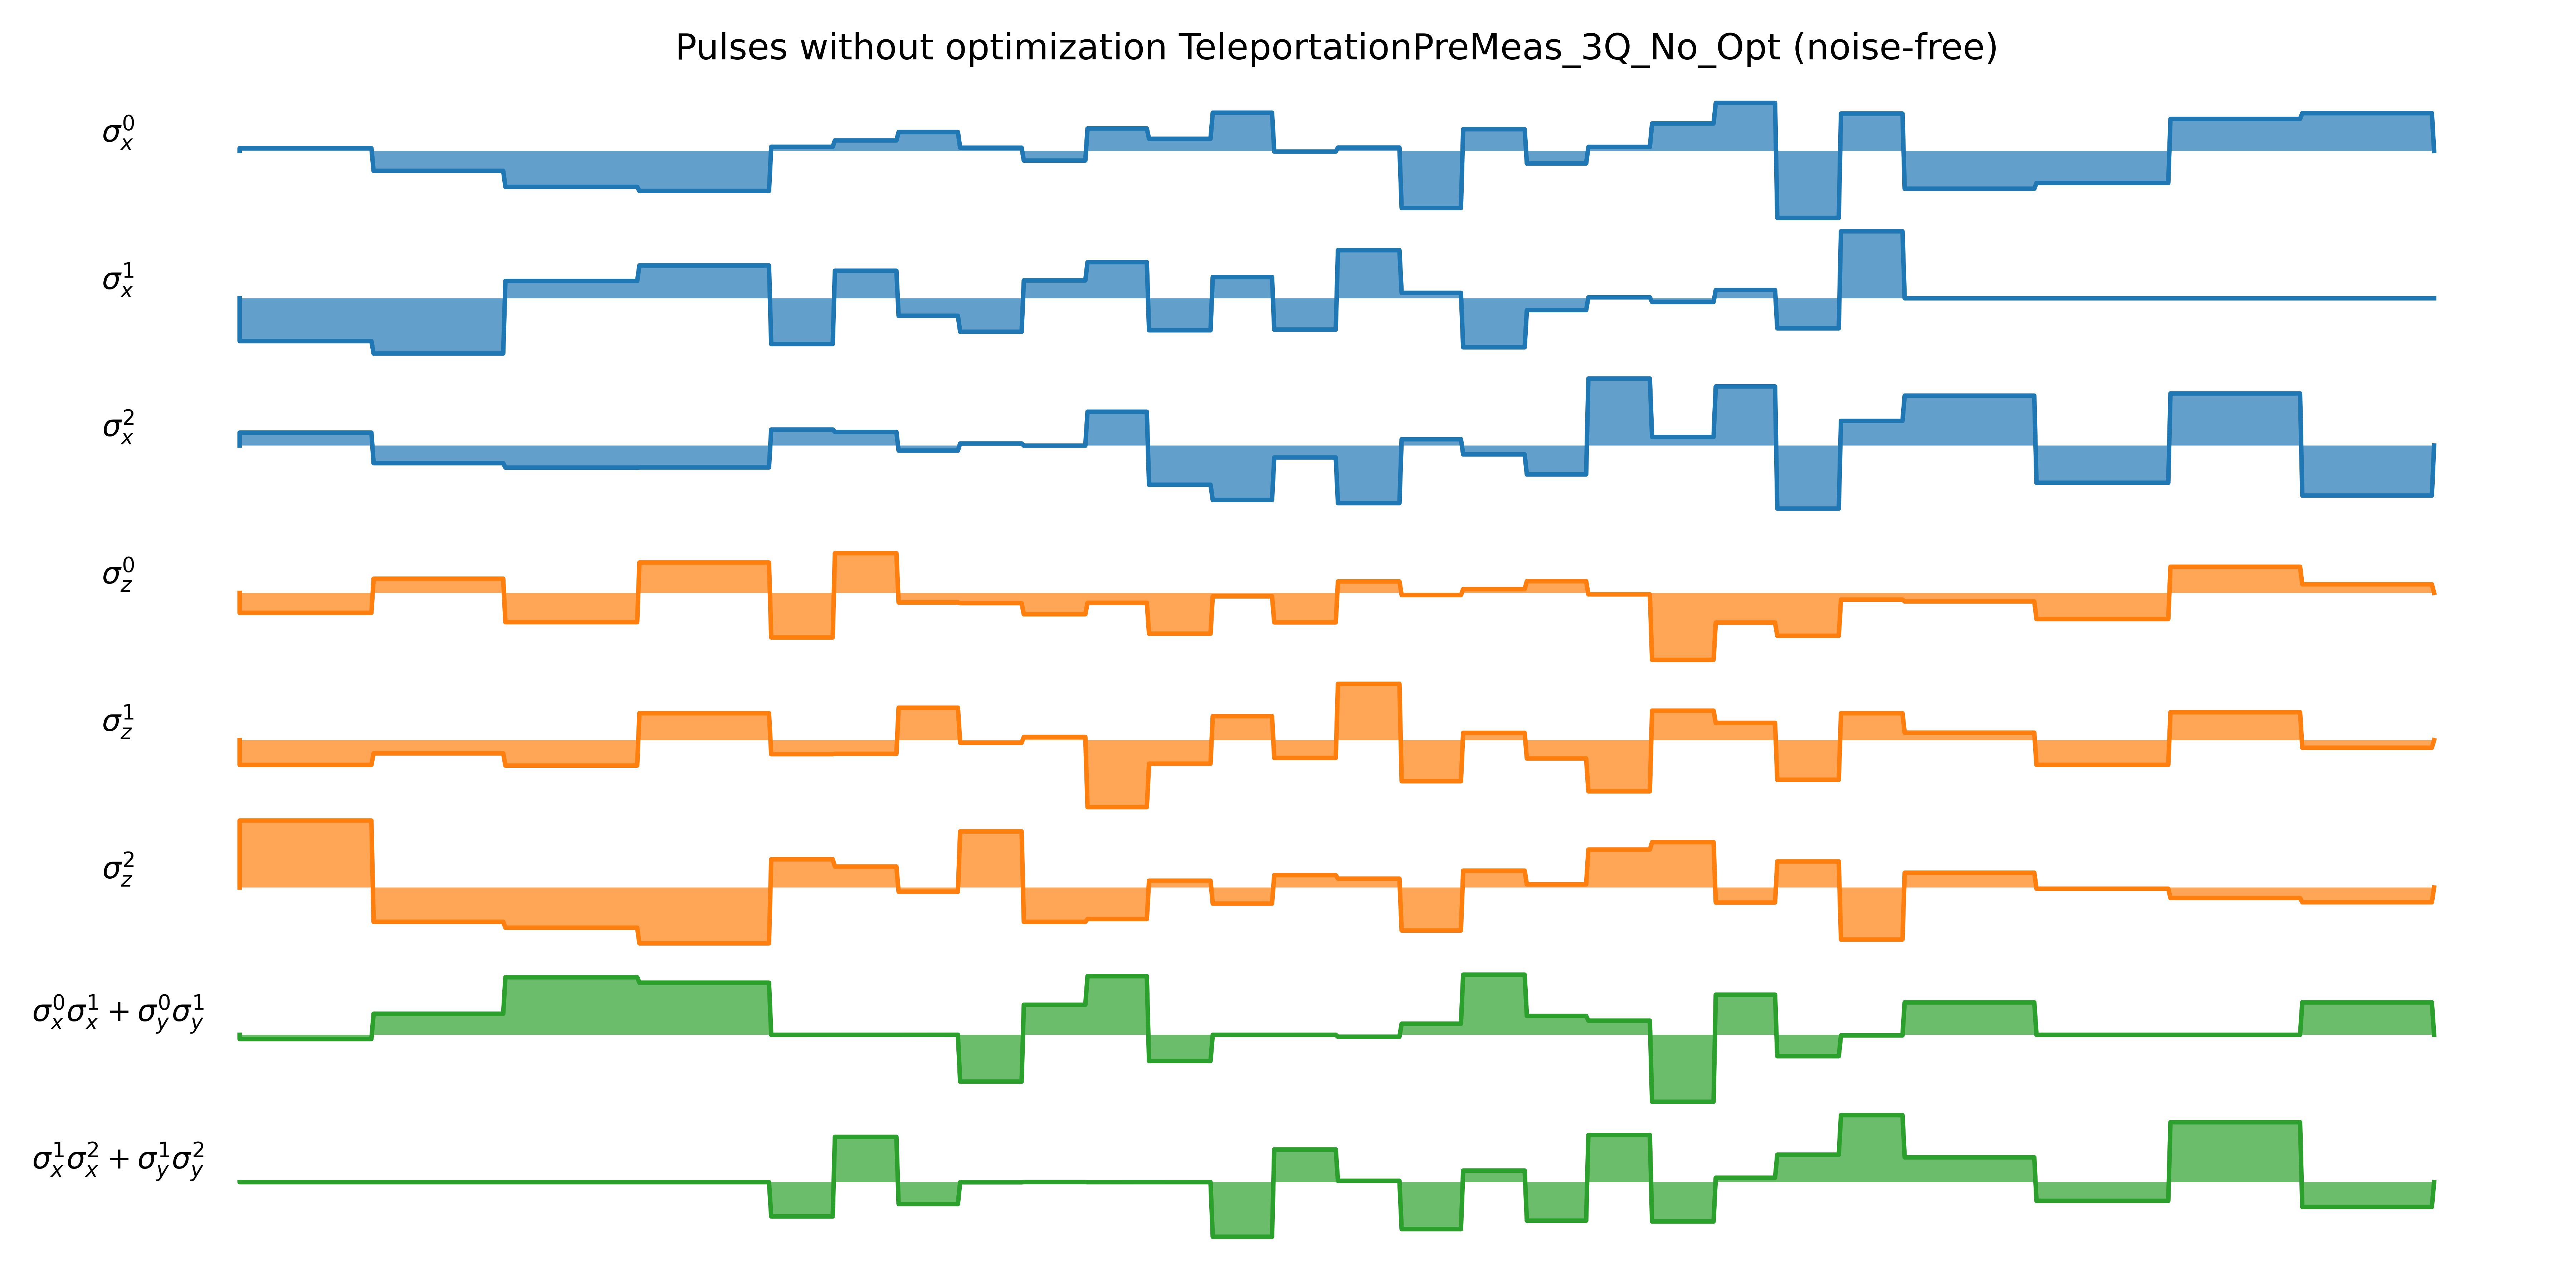 Pulses without optimization TeleportationPreMeas_3Q_No_Opt (noise-free)
σ_x^0
σ_x^1
σ_x^2
σ_z^0
σ_z^1
σ_z^2
σ_x^0σ_x^1 + σ_y^0σ_y^1
σ_x^1σ_x^2 + σ_y^1σ_y^2